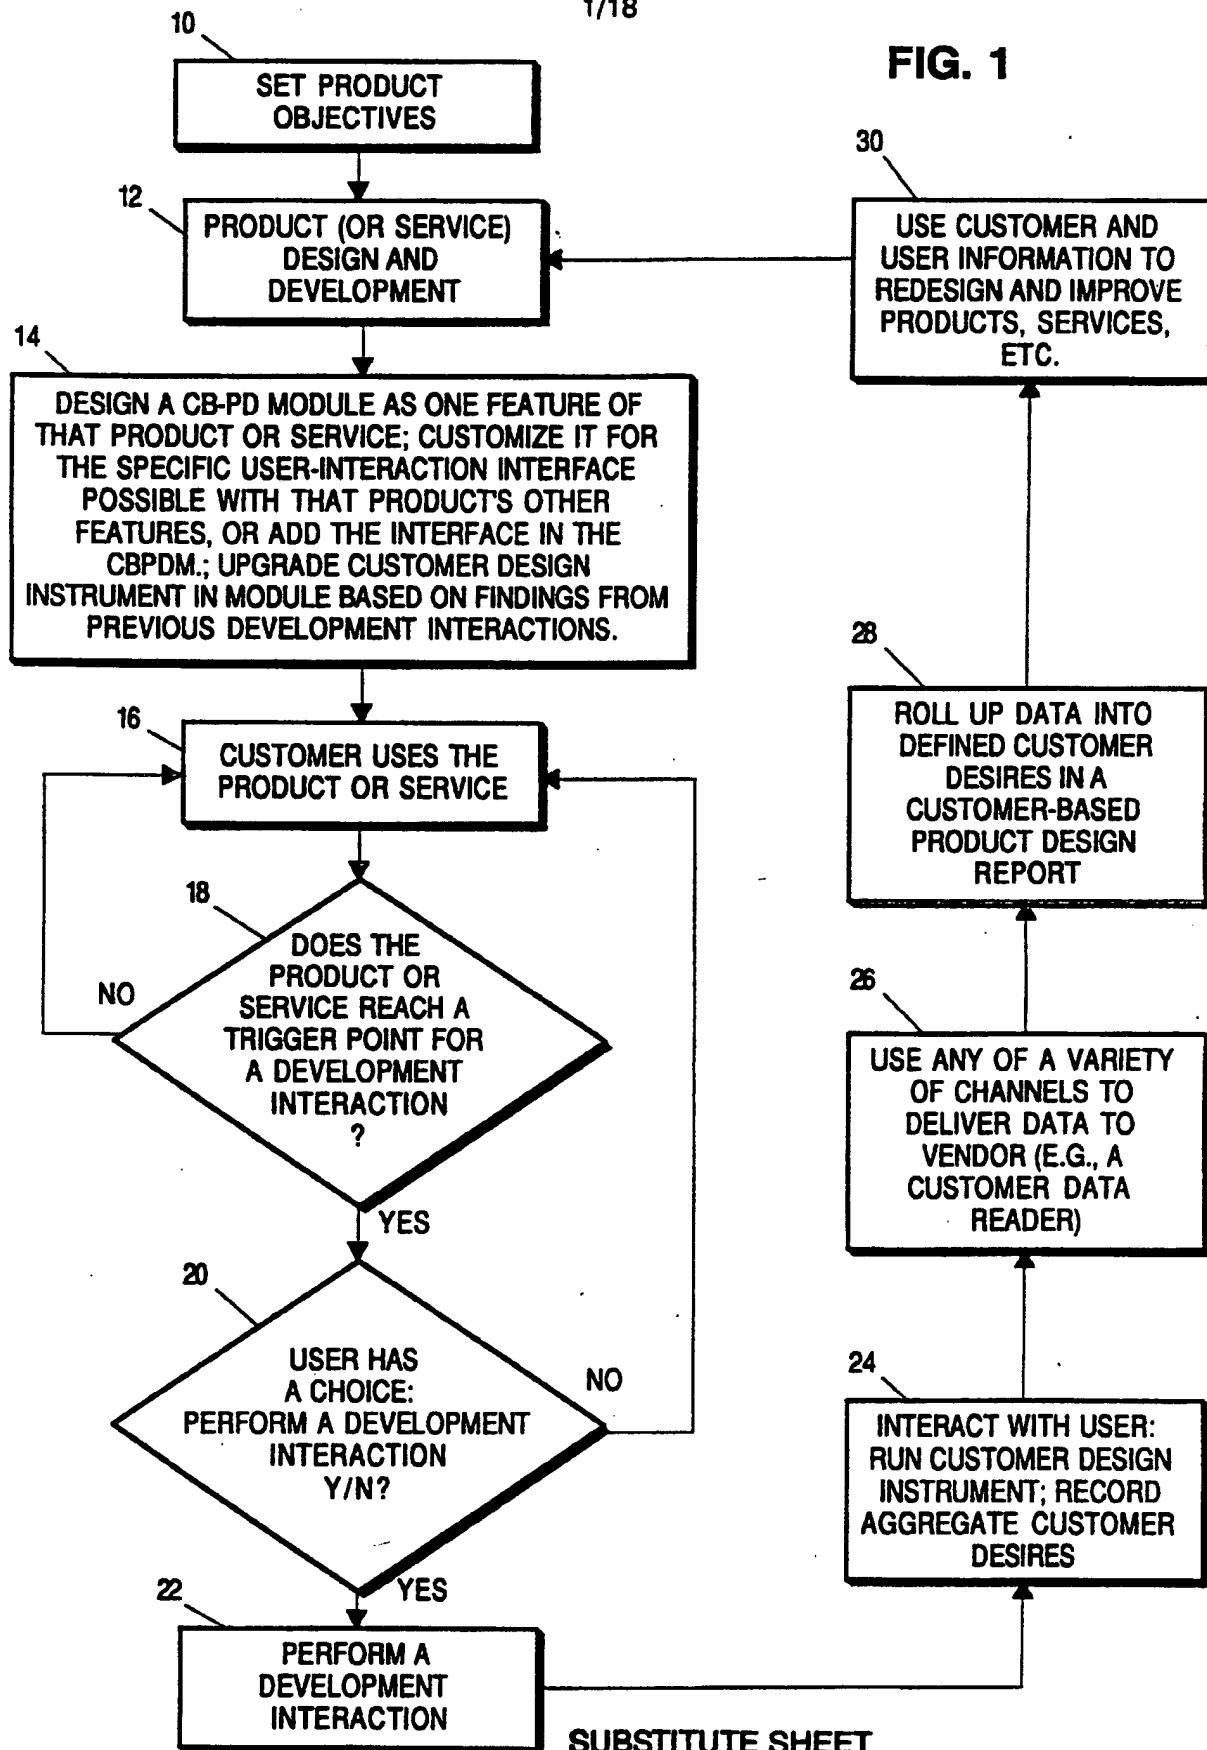 1/18
FIG. 1
10
SET PRODUCT
OBJECTIVES
12
PRODUCT (OR SERVICE)
DESIGN AND
DEVELOPMENT
14
DESIGN A CB-PD MODULE AS ONE FEATURE OF
THAT PRODUCT OR SERVICE; CUSTOMIZE IT FOR
THE SPECIFIC USER-INTERACTION INTERFACE
POSSIBLE WITH THAT PRODUCT'S OTHER
FEATURES, OR ADD THE INTERFACE IN THE
CBPDM.; UPGRADE CUSTOMER DESIGN
INSTRUMENT IN MODULE BASED ON FINDINGS FROM
PREVIOUS DEVELOPMENT INTERACTIONS.
16
CUSTOMER USES THE
PRODUCT OR SERVICE
18
DOES THE
PRODUCT OR
SERVICE REACH A
TRIGGER POINT FOR
A DEVELOPMENT
INTERACTION
?
NO
YES
20
USER HAS
A CHOICE:
PERFORM A DEVELOPMENT
INTERACTION
Y/N?
NO
YES
22
PERFORM A
DEVELOPMENT
INTERACTION
24
INTERACT WITH USER:
RUN CUSTOMER DESIGN
INSTRUMENT; RECORD
AGGREGATE CUSTOMER
DESIRES
26
USE ANY OF A VARIETY
OF CHANNELS TO
DELIVER DATA TO
VENDOR (E.G., A
CUSTOMER DATA
READER)
28
ROLL UP DATA INTO
DEFINED CUSTOMER
DESIRES IN A
CUSTOMER-BASED
PRODUCT DESIGN
REPORT
30
USE CUSTOMER AND
USER INFORMATION TO
REDESIGN AND IMPROVE
PRODUCTS, SERVICES,
ETC.
SUBSTITUTE SHEET